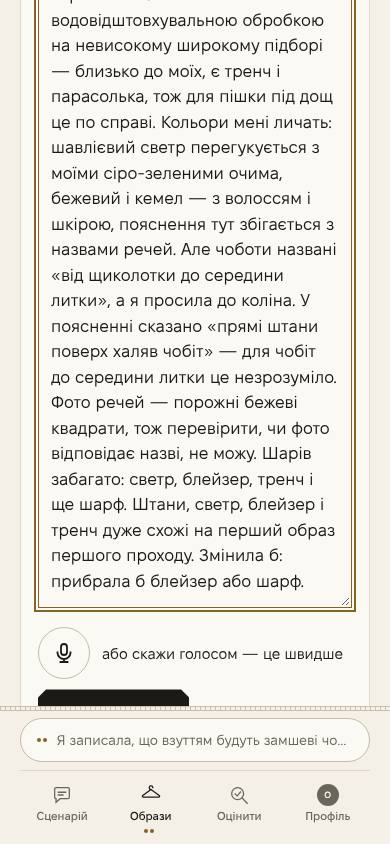 водовідштовхувальною обробкою
на невисокому широкому підборі
— близько до моїх, є тренч і
парасолька, тож для пішки під дощ
це по справі. Кольори мені личать:
шавлієвий светр перегукується з
моїми сіро-зеленими очима,
бежевий і кемел — з волоссям і
шкірою, пояснення тут збігається з
назвами речей. Але чоботи названі
«від щиколотки до середини
литки», а я просила до коліна. У
поясненні сказано «прямі штани
поверх халяв чобіт» — для чобіт
до середини литки це незрозуміло.
Фото речей — порожні бежеві
квадрати, тож перевірити, чи фото
відповідає назві, не можу. Шарів
забагато: светр, блейзер, тренч і
ще шарф. Штани, светр, блейзер і
тренч дуже схожі на перший образ
першого проходу. Змінила б:
прибрала б блейзер або шарф.
або скажи голосом — це швидше
Я записала, що взуттям будуть замшеві чо...
Сценарій
Образи
Оцінити
О
Профіль